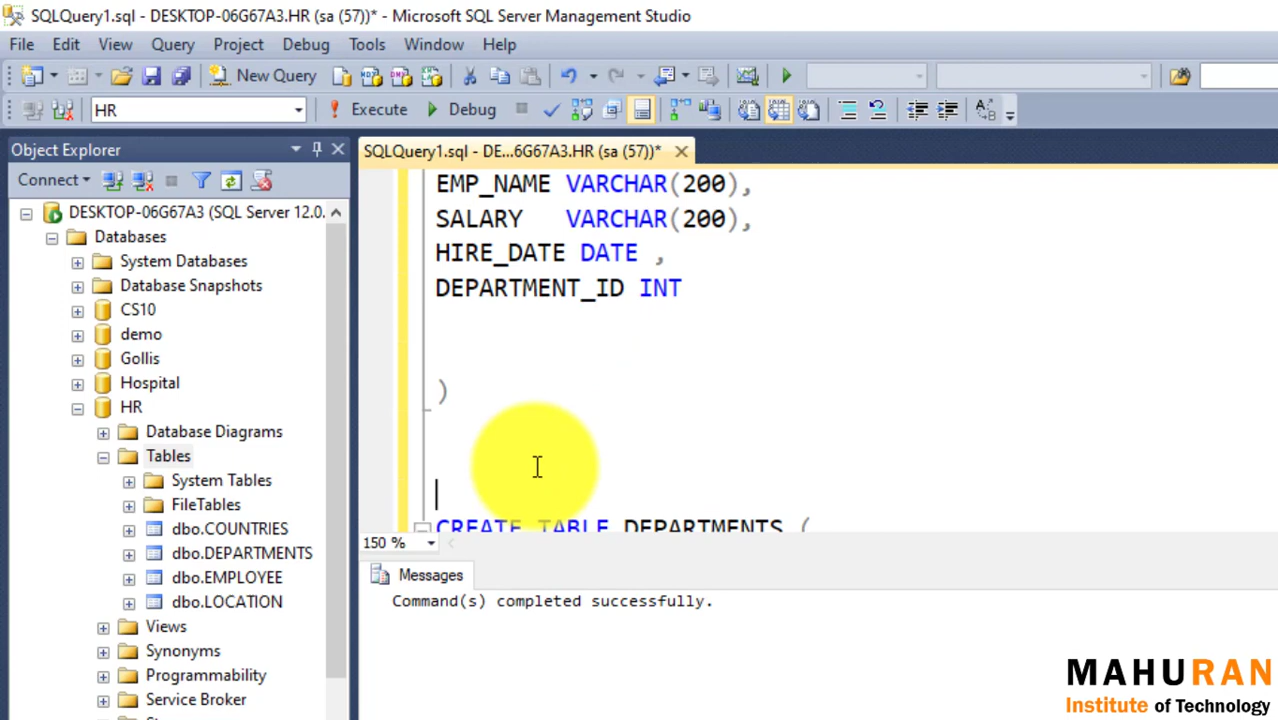 SQLQuery1.sql - DESKTOP-06G67A3.HR (sa (57))* - Microsoft SQL Server Management Studio
File Edit View Query Project Debug Tools Window Help
New Query
HR Execute Debug
Object Explorer
SQLQuery1.sql - DE...6G67A3.HR (sa (57))*
Connect
DESKTOP-06G67A3 (SQL Server 12.0.
Databases
System Databases
Database Snapshots
CS10
demo
Gollis
Hospital
HR
Database Diagrams
Tables
System Tables
FileTables
dbo.COUNTRIES
dbo.DEPARTMENTS
dbo.EMPLOYEE
dbo.LOCATION
Views
Synonyms
Programmability
Service Broker
EMP_NAME VARCHAR(200),
SALARY VARCHAR(200),
HIRE_DATE DATE ,
DEPARTMENT_ID INT
)
CREATE TABLE DEPARTMENTS (
150 %
Messages
Command(s) completed successfully.
MAHURAN
Institute of Technology